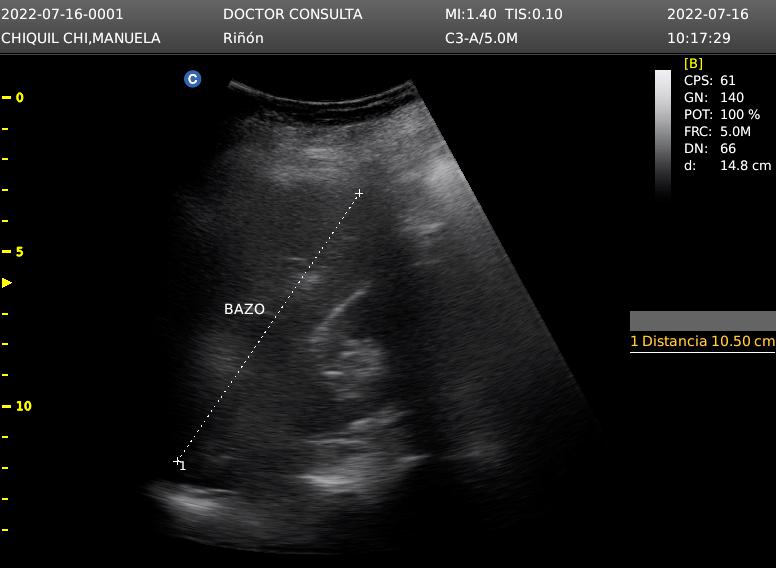 2022-07-16-0001 DOCTOR CONSULTA MI:1.40 TIS:0.10 2022-07-16
CHIQUIL CHI,MANUELA Riñón C3-A/5.0M 10:17:29
C
[B]
CPS: 61
GN: 140
POT: 100 %
FRC: 5.0M
DN: 66
d: 14.8 cm
0
5
BAZO
1 Distancia 10.50 cm
10
1